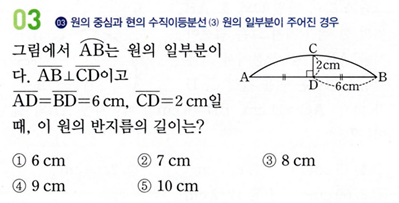 03 03 원의 중심과 현의 수직이등분선 (3) 원의 일부분이 주어진 경우
그림에서 AB는 원의 일부분이
다. AB⊥CD이고
AD=BD=6 cm, CD=2 cm일
때, 이 원의 반지름의 길이는?
C
2cm
A D B
6cm
① 6 cm ② 7 cm ③ 8 cm
④ 9 cm ⑤ 10 cm